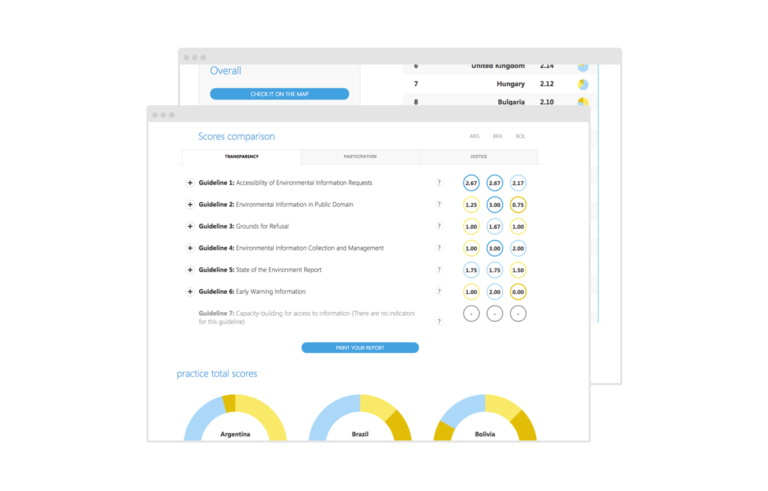 6 United Kingdom 2.14
Overall
7 Hungary 2.12
CHECK IT ON THE MAP
8 Bulgaria 2.10
Scores comparison ARG BRA BOL
TRANSPARENCY PARTICIPATION JUSTICE
+ Guideline 1: Accessibility of Environmental Information Requests ? 2.67 2.67 2.17
+ Guideline 2: Environmental Information in Public Domain ? 1.25 3.00 0.75
+ Guideline 3: Grounds for Refusal ? 1.00 1.67 1.00
+ Guideline 4: Environmental Information Collection and Management ? 1.00 3.00 2.00
+ Guideline 5: State of the Environment Report ? 1.75 1.75 1.50
+ Guideline 6: Early Warning Information ? 1.00 2.00 0.00
Guideline 7: Capacity-building for access to information (There are no indicators
for this guideline) ? - - -
PRINT YOUR REPORT
practice total scores
Argentina Brazil Bolivia